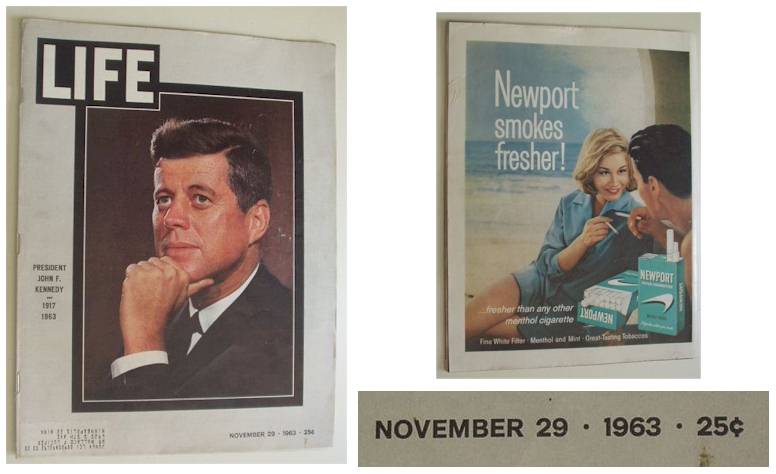 LIFE
PRESIDENT
JOHN F.
KENNEDY
1917
1963
NOVEMBER 29 · 1963 · 25¢
Newport
smokes
fresher!
NEWPORT
NEWPORT
...fresher than any other
menthol cigarette
Fine White Filter · Menthol and Mint · Great-Tasting Tobaccos
NOVEMBER 29 · 1963 · 25¢